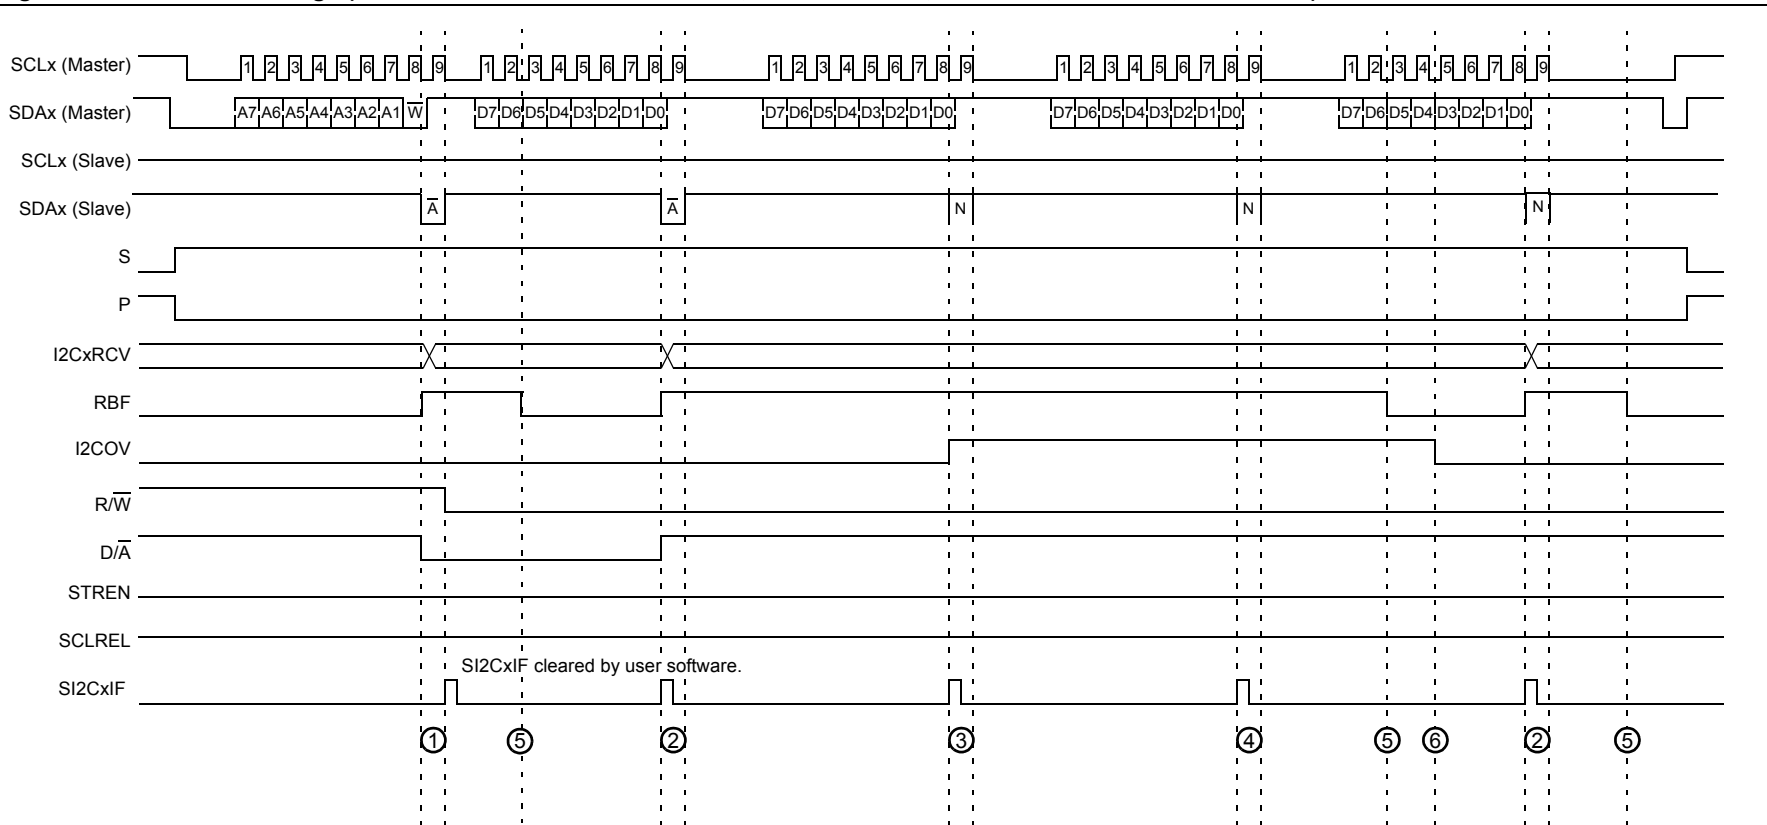 SCLx (Master) 1 2 3 4 5 6 7 8 9 1 2 3 4 5 6 7 8 9 1 2 3 4 5 6 7 8 9 1 2 3 4 5 6 7 8 9 1 2 3 4 5 6 7 8 9
SDAx (Master) A7 A6 A5 A4 A3 A2 A1 W̅ D7 D6 D5 D4 D3 D2 D1 D0 D7 D6 D5 D4 D3 D2 D1 D0 D7 D6 D5 D4 D3 D2 D1 D0 D7 D6 D5 D4 D3 D2 D1 D0
SCLx (Slave)
SDAx (Slave) A̅ A̅ N N N
S
P
I2CxRCV
RBF
I2COV
R/W̅
D/A̅
STREN
SCLREL
SI2CxIF cleared by user software.
SI2CxIF
① ⑤ ② ③ ④ ⑤ ⑥ ② ⑤